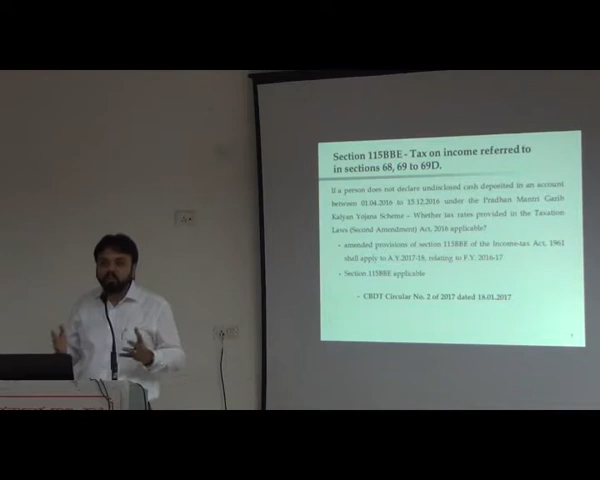 Section 115BBE - Tax on income referred to
in sections 68, 69 to 69D.
If a person does not declare undisclosed cash deposited in an account
between 01.04.2016 to 15.12.2016 under the Pradhan Mantri Garib
Kalyan Yojana Scheme – Whether tax rates provided in the Taxation
Laws (Second Amendment) Act, 2016 applicable?
- amended provisions of section 115BBE of the Income-tax Act, 1961
shall apply to A.Y.2017-18, relating to F.Y. 2016-17
- Section 115BBE applicable
- CBDT Circular No. 2 of 2017 dated 18.01.2017